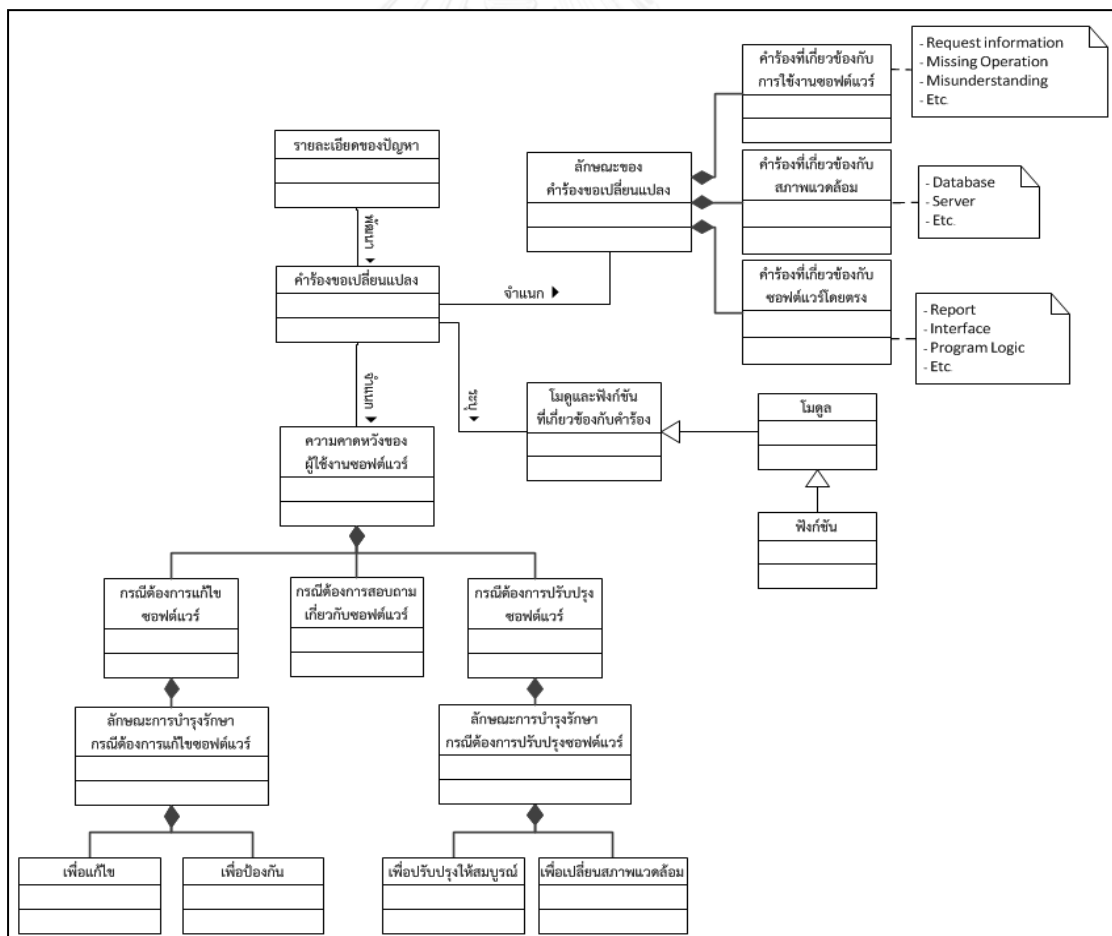 คำร้องที่เกี่ยวข้องกับ
การใช้งานซอฟต์แวร์
- Request information
- Missing Operation
- Misunderstanding
- Etc.
รายละเอียดของปัญหา
ลักษณะของ
คำร้องขอเปลี่ยนแปลง
คำร้องที่เกี่ยวข้องกับ
สภาพแวดล้อม
- Database
- Server
- Etc.
พัฒนา
คำร้องขอเปลี่ยนแปลง
จำแนก
คำร้องที่เกี่ยวข้องกับ
ซอฟต์แวร์โดยตรง
- Report
- Interface
- Program Logic
- Etc.
จำแนก
ระบุ
โมดูและฟังก์ชัน
ที่เกี่ยวข้องกับคำร้อง
โมดูล
ความคาดหวังของ
ผู้ใช้งานซอฟต์แวร์
ฟังก์ชัน
กรณีต้องการแก้ไข
ซอฟต์แวร์
กรณีต้องการสอบถาม
เกี่ยวกับซอฟต์แวร์
กรณีต้องการปรับปรุง
ซอฟต์แวร์
ลักษณะการบำรุงรักษา
กรณีต้องการแก้ไขซอฟต์แวร์
ลักษณะการบำรุงรักษา
กรณีต้องการปรับปรุงซอฟต์แวร์
เพื่อแก้ไข
เพื่อป้องกัน
เพื่อปรับปรุงให้สมบูรณ์
เพื่อเปลี่ยนสภาพแวดล้อม